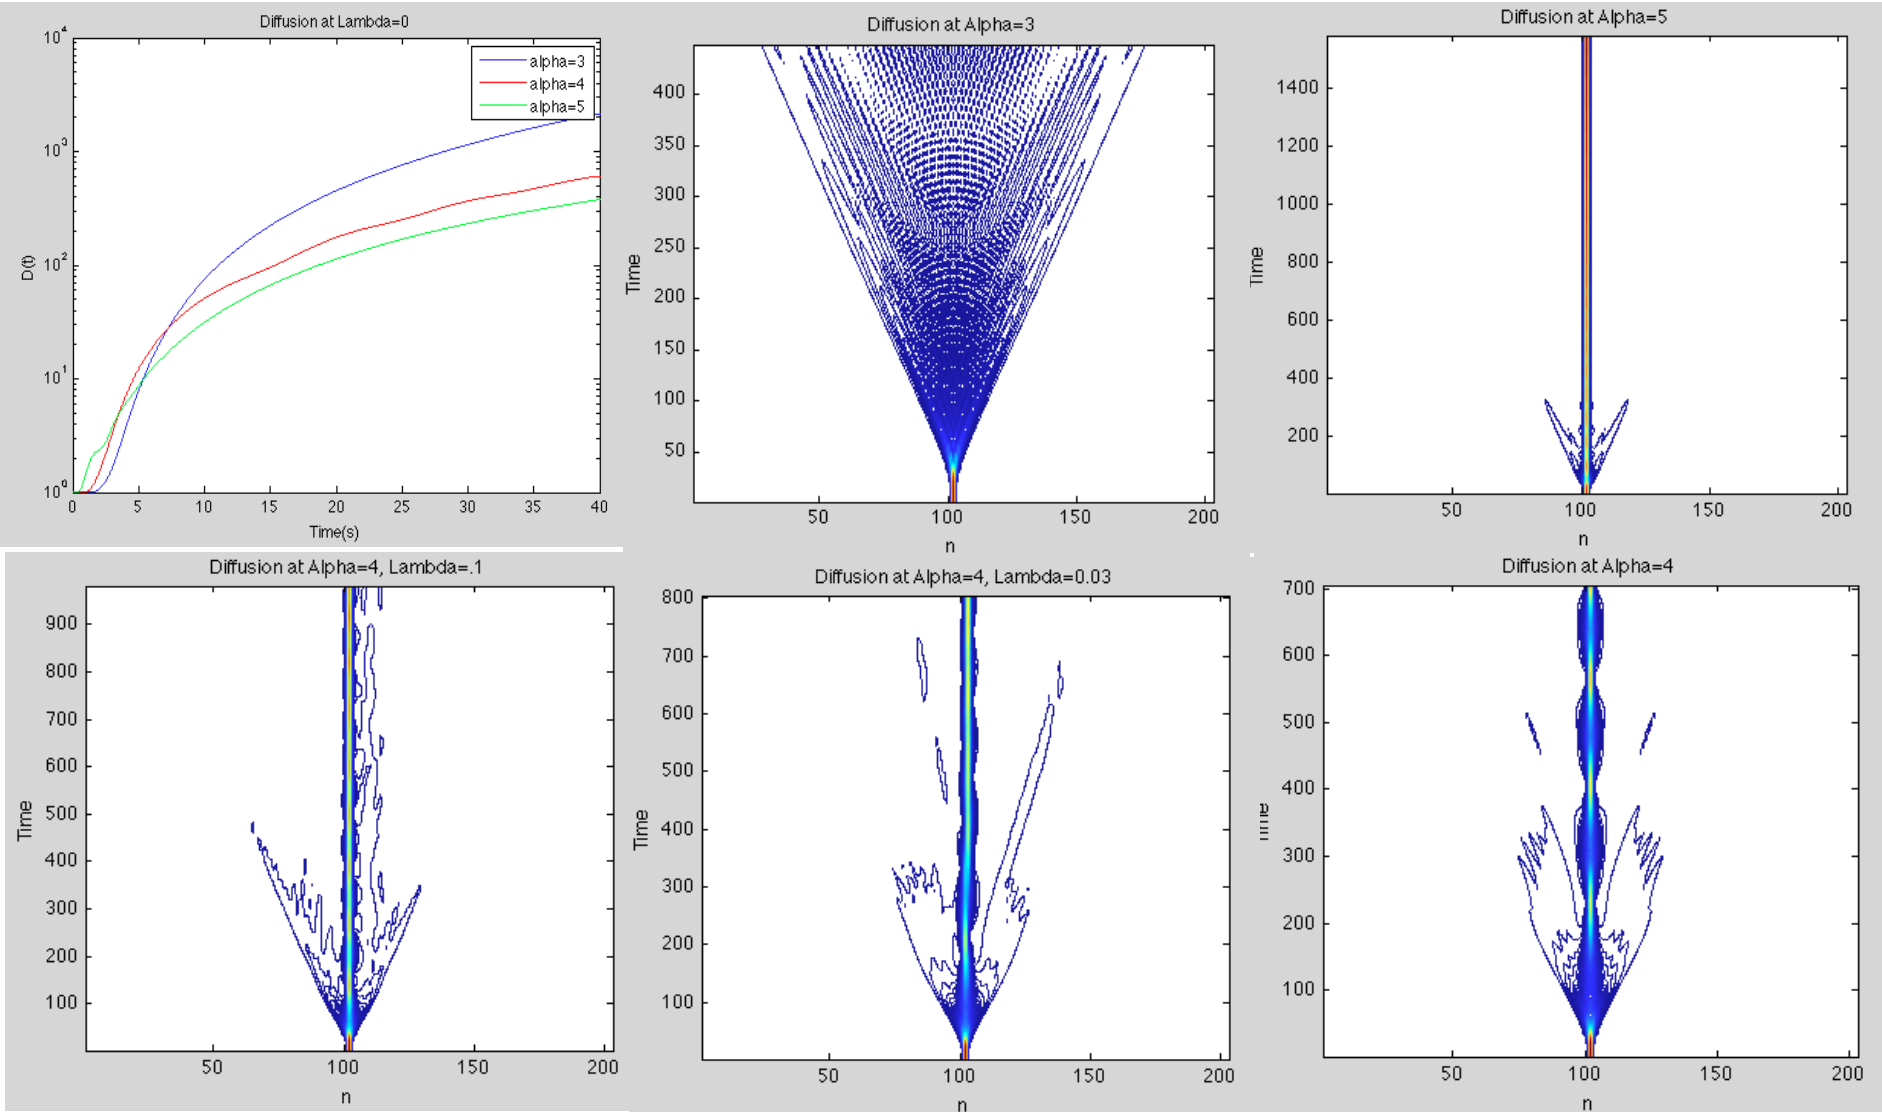 Diffusion at Lambda=0
10^4
10^3
10^2
10^1
10^0
D(t)
alpha=3
alpha=4
alpha=5
0 5 10 15 20 25 30 35 40
Time(s)
Diffusion at Alpha=3
400
350
300
250
200
150
100
50
Time
50 100 150 200
n
Diffusion at Alpha=5
1400
1200
1000
800
600
400
200
Time
50 100 150 200
n
Diffusion at Alpha=4, Lambda=.1
900
800
700
600
500
400
300
200
100
Time
50 100 150 200
n
Diffusion at Alpha=4, Lambda=0.03
800
700
600
500
400
300
200
100
Time
50 100 150 200
n
Diffusion at Alpha=4
700
600
500
400
300
200
100
50 100 150 200
n